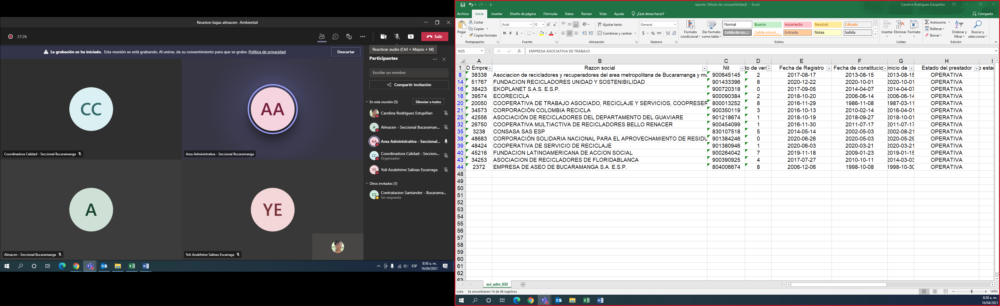 Reunion bajas almacen- Ambiental
27:26
Salir
La grabación se ha iniciado. Esta reunión se está grabando. Al unirse, da su consentimiento para que se grabe. Política de privacidad
Descartar
Reactivar audio (Ctrl + Mayús + M)
CC
Coordinadora Calidad - Seccional Bucaramanga
AA
Area Administrativa - Seccional Bucaramanga
A
Almacen - Seccional Bucaramanga
YE
Yoli Azulehime Salinas Escarraga
Participantes
Escribe un nombre
Compartir invitación
En esta reunión (5)
Silenciar a todos
Carolina Rodríguez Estupiñan
A Almacen - Seccional Bucaraman...
AA Area Administrativa - Seccional...
CC Coordinadora Calidad - Seccion...
Organizador
YE Yoli Azulehime Salinas Escarraga
Otros invitados (1)
CS Contratacion Santander - Bucarama...
Sin respuesta
ESP
8:30 a. m.
16/04/2021
reporte [Modo de compatibilidad] - Excel
Carolina Rodríguez Estupiñan
Archivo Inicio Insertar Diseño de página Fórmulas Datos Revisar Vista Ayuda ¿Qué desea hacer? Compartir
Pegar
Cortar
Copiar
Copiar formato
Portapapeles
Arial 10
N K S
Fuente
Ajustar texto
Combinar y centrar
Alineación
General
$ % 000
Número
Formato condicional
Dar formato como tabla
Normal Bueno Incorrecto Neutral Cálculo
Celda de co... Celda vincul... Entrada Notas Salida
Estilos
Insertar Eliminar Formato
Celdas
Autosuma
Rellenar
Borrar
Ordenar y filtrar
Buscar y seleccionar
Edición
N25 fx EMPRESA ASOCIATIVA DE TRABAJO
A B C D E F G H I
1 D Empre Razon social Nit to de veri Fecha de Registro Fecha de constitucio inicio de Estado del prestador o estad
8 38338 Asociacion de recicladores y recuperadores del area metropolitana de Bucaramanga y mu 900645145 2 2017-08-17 2013-08-15 2013-08-15 OPERATIVA
14 51767 FUNDACION RECICLADORES UNIDAD Y SOSTENIBILIDAD 901433396 8 2020-12-22 2020-10-01 2020-10-01 OPERATIVA
16 38423 EKOPLANET S.A.S. E.S.P. 900720318 0 2017-09-05 2014-04-07 2014-04-07 OPERATIVA
18 39574 ECORECICLA 900090384 2 2018-10-20 2006-06-14 2006-06-14 OPERATIVA
20 20050 COOPERATIVA DE TRABAJO ASOCIADO, RECICLAJE Y SERVICIOS, COOPRESER 800013252 8 2016-11-29 1986-11-08 1987-03-11 OPERATIVA
21 34573 CORPORACIÒN COLOMBIA RECICLA 900350119 3 2016-10-13 2010-02-14 2016-04-01 OPERATIVA
25 42556 ASOCIACIÓN DE RECICLADORES DEL DEPARTAMENTO DEL GUAVIARE 901218674 1 2018-10-19 2018-09-27 2018-10-01 OPERATIVA
32 26750 COOPERATIVA MULTIACTIVA DE RECICLADORES BELLO RENACER 900454099 1 2016-11-30 2011-07-17 2011-07-17 OPERATIVA
35 3238 CONSASA SAS ESP 830107518 5 2014-05-14 2002-05-03 2002-08-21 OPERATIVA
38 48683 CORPORACIÓN SOLIDARIA NACIONAL PARA EL APROVECHAMIENTO DE RESIDU 901384246 0 2020-06-26 2020-05-03 2020-05-29 OPERATIVA
39 48424 COOPERATIVA DE SERVICIO DE RECICLAJE 901380946 1 2020-06-03 2020-03-21 2020-03-21 OPERATIVA
40 45216 FUNDACION LATINOAMERICANA DE ACCION SOCIAL 900264042 7 2019-11-18 2009-01-23 2019-01-15 OPERATIVA
43 34253 ASOCIACION DE RECICLADORES DE FLORIDABLANCA 900390925 4 2017-07-27 2010-10-11 2014-03-03 OPERATIVA
44 2372 EMPRESA DE ASEO DE BUCARAMANGA S.A. E.S.P. 804006674 8 2006-12-06 1998-10-08 1998-10-30 OPERATIVA
48
49
50
51
52
53
54
55
56
57
58
59
60
61
62
63
sui_adm_035
Listo Se encontraron 14 de 46 registros
145%
8:30 a. m.
16/04/2021